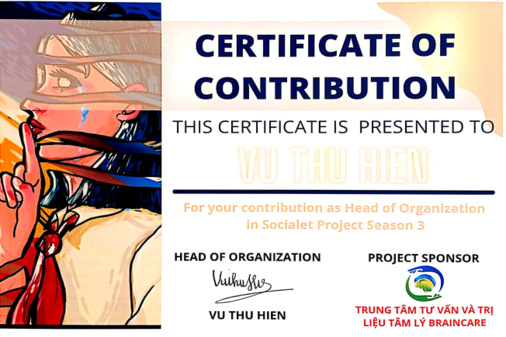 CERTIFICATE OF
CONTRIBUTION
THIS CERTIFICATE IS PRESENTED TO
VU THU HIEN
For your contribution as Head of Organization
in Socialet Project Season 3
HEAD OF ORGANIZATION
VU THU HIEN
PROJECT SPONSOR
TRUNG TÂM TƯ VẤN VÀ TRỊ
LIỆU TÂM LÝ BRAINCARE